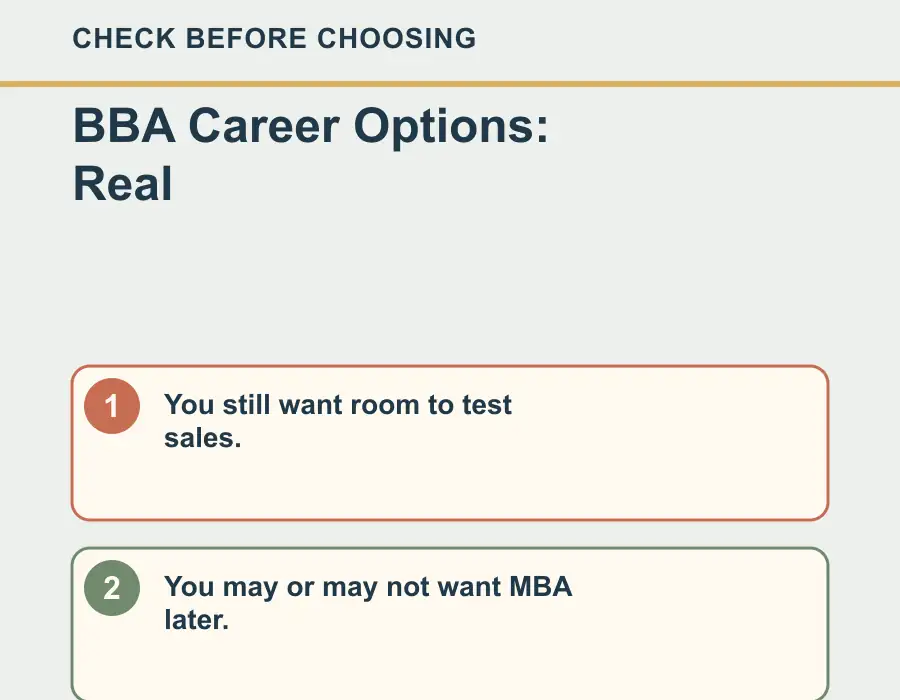 CHECK BEFORE CHOOSING
BBA Career Options:
Real
1
You still want room to test
sales.
2
You may or may not want MBA
later.